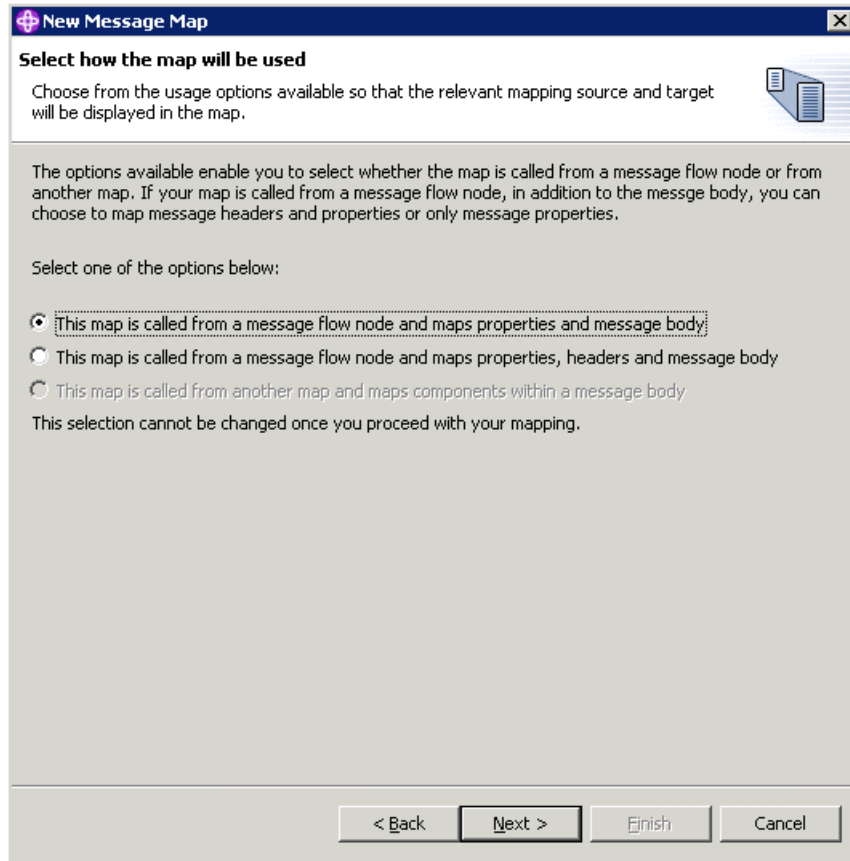 New Message Map
Select how the map will be used
Choose from the usage options available so that the relevant mapping source and target
will be displayed in the map.
The options available enable you to select whether the map is called from a message flow node or from
another map. If your map is called from a message flow node, in addition to the messge body, you can
choose to map message headers and properties or only message properties.
Select one of the options below:
This map is called from a message flow node and maps properties and message body
This map is called from a message flow node and maps properties, headers and message body
This map is called from another map and maps components within a message body
This selection cannot be changed once you proceed with your mapping.
< Back Next > Finish Cancel